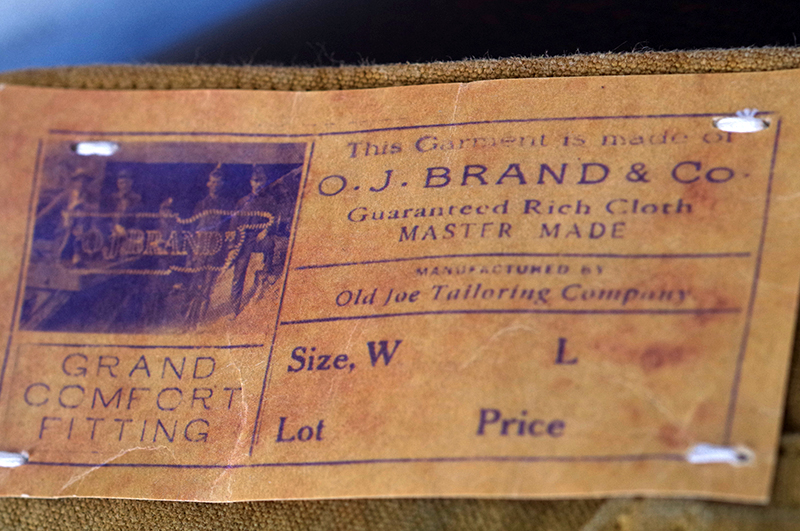 "O.J.BRAND"
GRAND
COMFORT
FITTING
This Garment is made of
O.J. BRAND & Co.
Guaranteed Rich Cloth
MASTER MADE
MANUFACTURED BY
Old Joe Tailoring Company
Size, W L
Lot Price